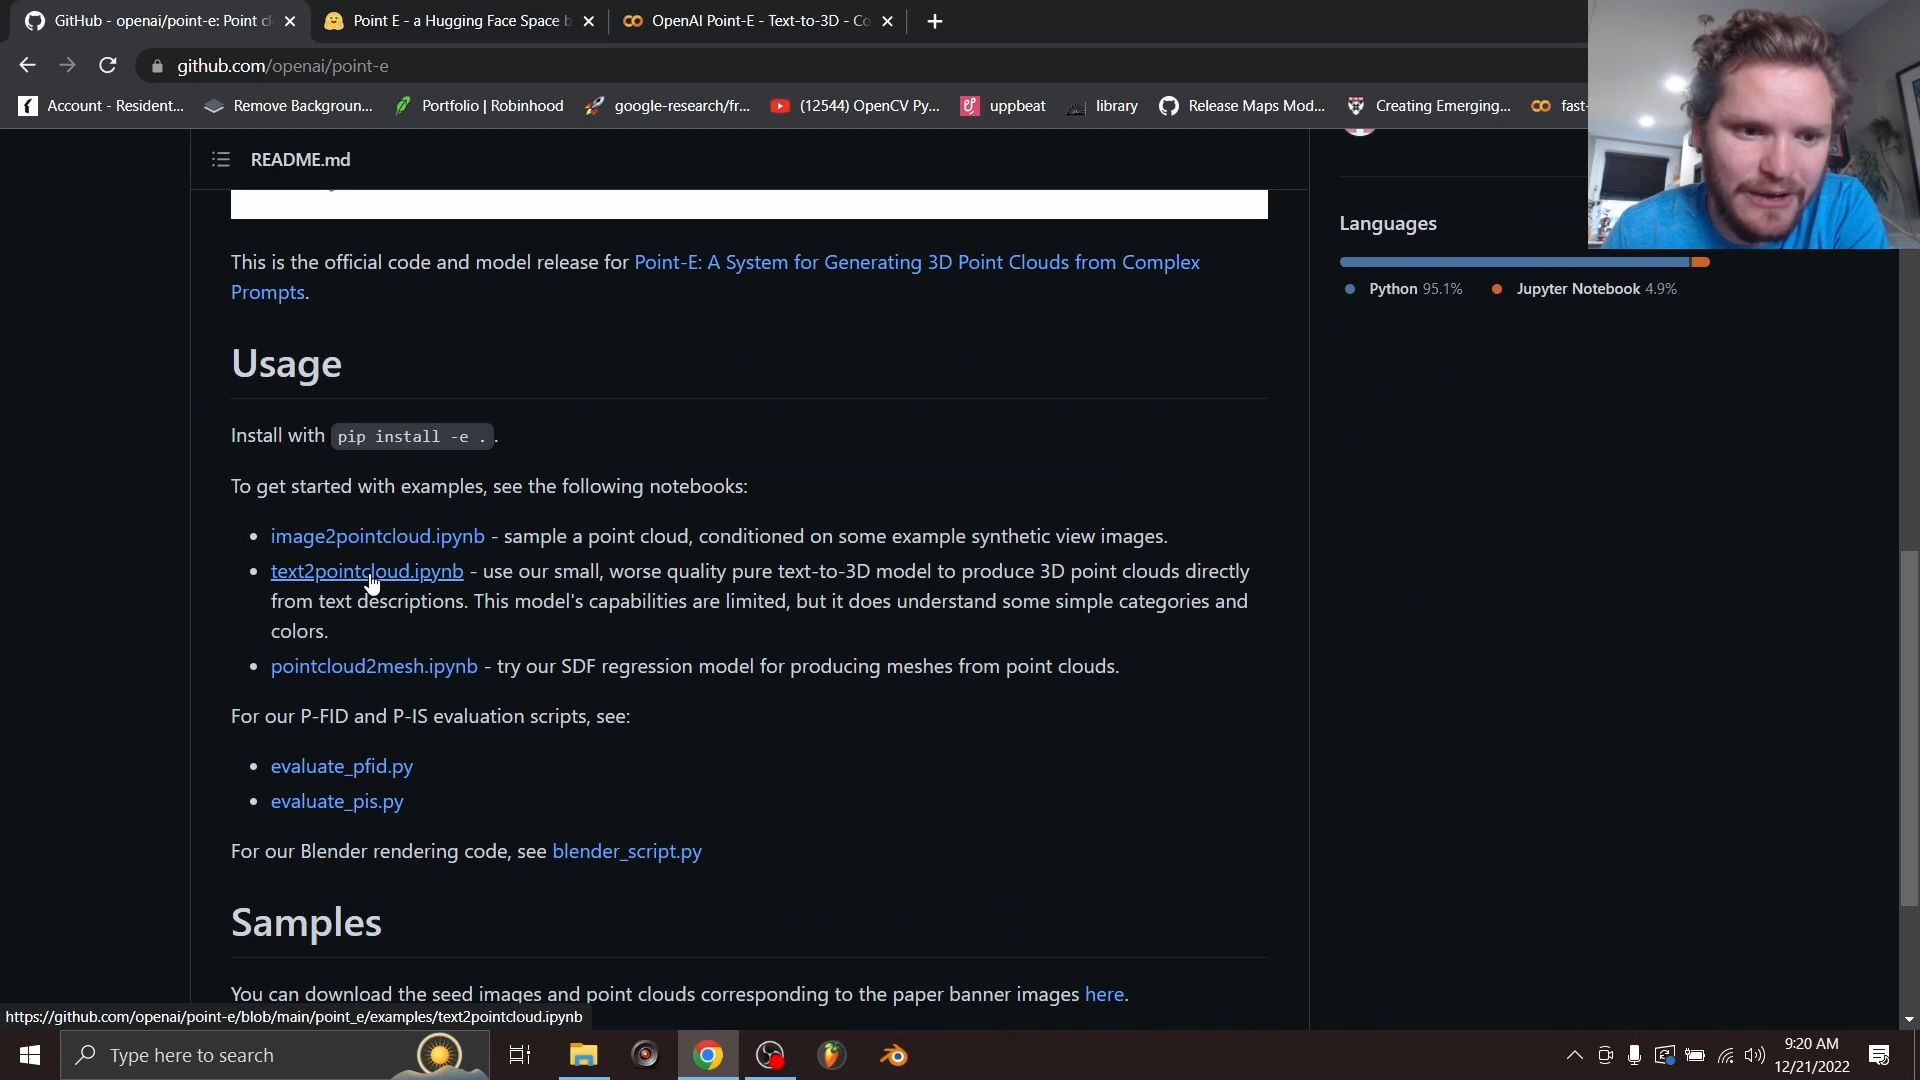 GitHub - openai/point-e: Point cl
Point E - a Hugging Face Space b
OpenAI Point-E - Text-to-3D - Co
github.com/openai/point-e
Account - Resident...
Remove Backgroun...
Portfolio | Robinhood
google-research/fr...
(12544) OpenCV Py...
uppbeat
library
Release Maps Mod...
Creating Emerging...
fast-
README.md
This is the official code and model release for Point-E: A System for Generating 3D Point Clouds from Complex
Prompts.
Usage
Install with pip install -e . .
To get started with examples, see the following notebooks:
• image2pointcloud.ipynb - sample a point cloud, conditioned on some example synthetic view images.
• text2pointcloud.ipynb - use our small, worse quality pure text-to-3D model to produce 3D point clouds directly
from text descriptions. This model's capabilities are limited, but it does understand some simple categories and
colors.
• pointcloud2mesh.ipynb - try our SDF regression model for producing meshes from point clouds.
For our P-FID and P-IS evaluation scripts, see:
• evaluate_pfid.py
• evaluate_pis.py
For our Blender rendering code, see blender_script.py
Samples
You can download the seed images and point clouds corresponding to the paper banner images here.
Languages
Python 95.1%
Jupyter Notebook 4.9%
https://github.com/openai/point-e/blob/main/point_e/examples/text2pointcloud.ipynb
Type here to search
9:20 AM
12/21/2022